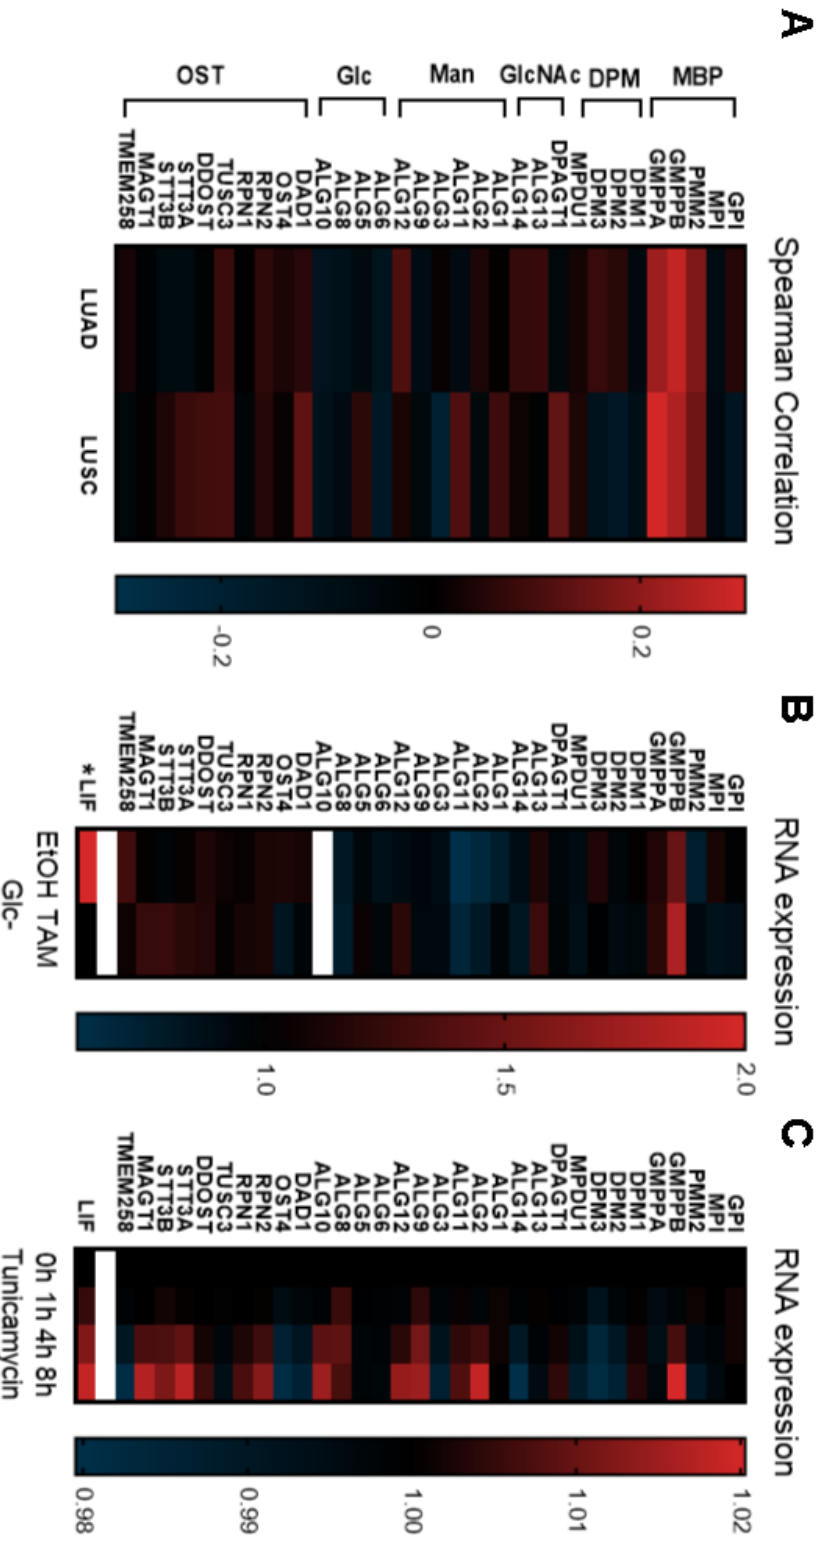 A
Spearman Correlation
MBP
DPM
GlcNAc
Man
Glc
OST
GPI
MPI
PMM2
GMPPB
GMPPA
DPM1
DPM2
DPM3
MPDU1
DPAGT1
ALG13
ALG14
ALG1
ALG2
ALG11
ALG3
ALG9
ALG12
ALG6
ALG5
ALG8
ALG10
DAD1
OST4
RPN2
RPN1
TUSC3
DDOST
STT3A
STT3B
MAGT1
TMEM258
LUAD
LUSC
0.2
0
-0.2
B
RNA expression
GPI
MPI
PMM2
GMPPB
GMPPA
DPM1
DPM2
DPM3
MPDU1
DPAGT1
ALG13
ALG14
ALG1
ALG2
ALG11
ALG3
ALG9
ALG12
ALG6
ALG5
ALG8
ALG10
DAD1
OST4
RPN2
RPN1
TUSC3
DDOST
STT3A
STT3B
MAGT1
TMEM258
*LIF
EtOH TAM
Glc-
2.0
1.5
1.0
C
RNA expression
GPI
MPI
PMM2
GMPPB
GMPPA
DPM1
DPM2
DPM3
MPDU1
DPAGT1
ALG13
ALG14
ALG1
ALG2
ALG11
ALG3
ALG9
ALG12
ALG6
ALG5
ALG8
ALG10
DAD1
OST4
RPN2
RPN1
TUSC3
DDOST
STT3A
STT3B
MAGT1
TMEM258
LIF
0h 1h 4h 8h
Tunicamycin
1.02
1.01
1.00
0.99
0.98